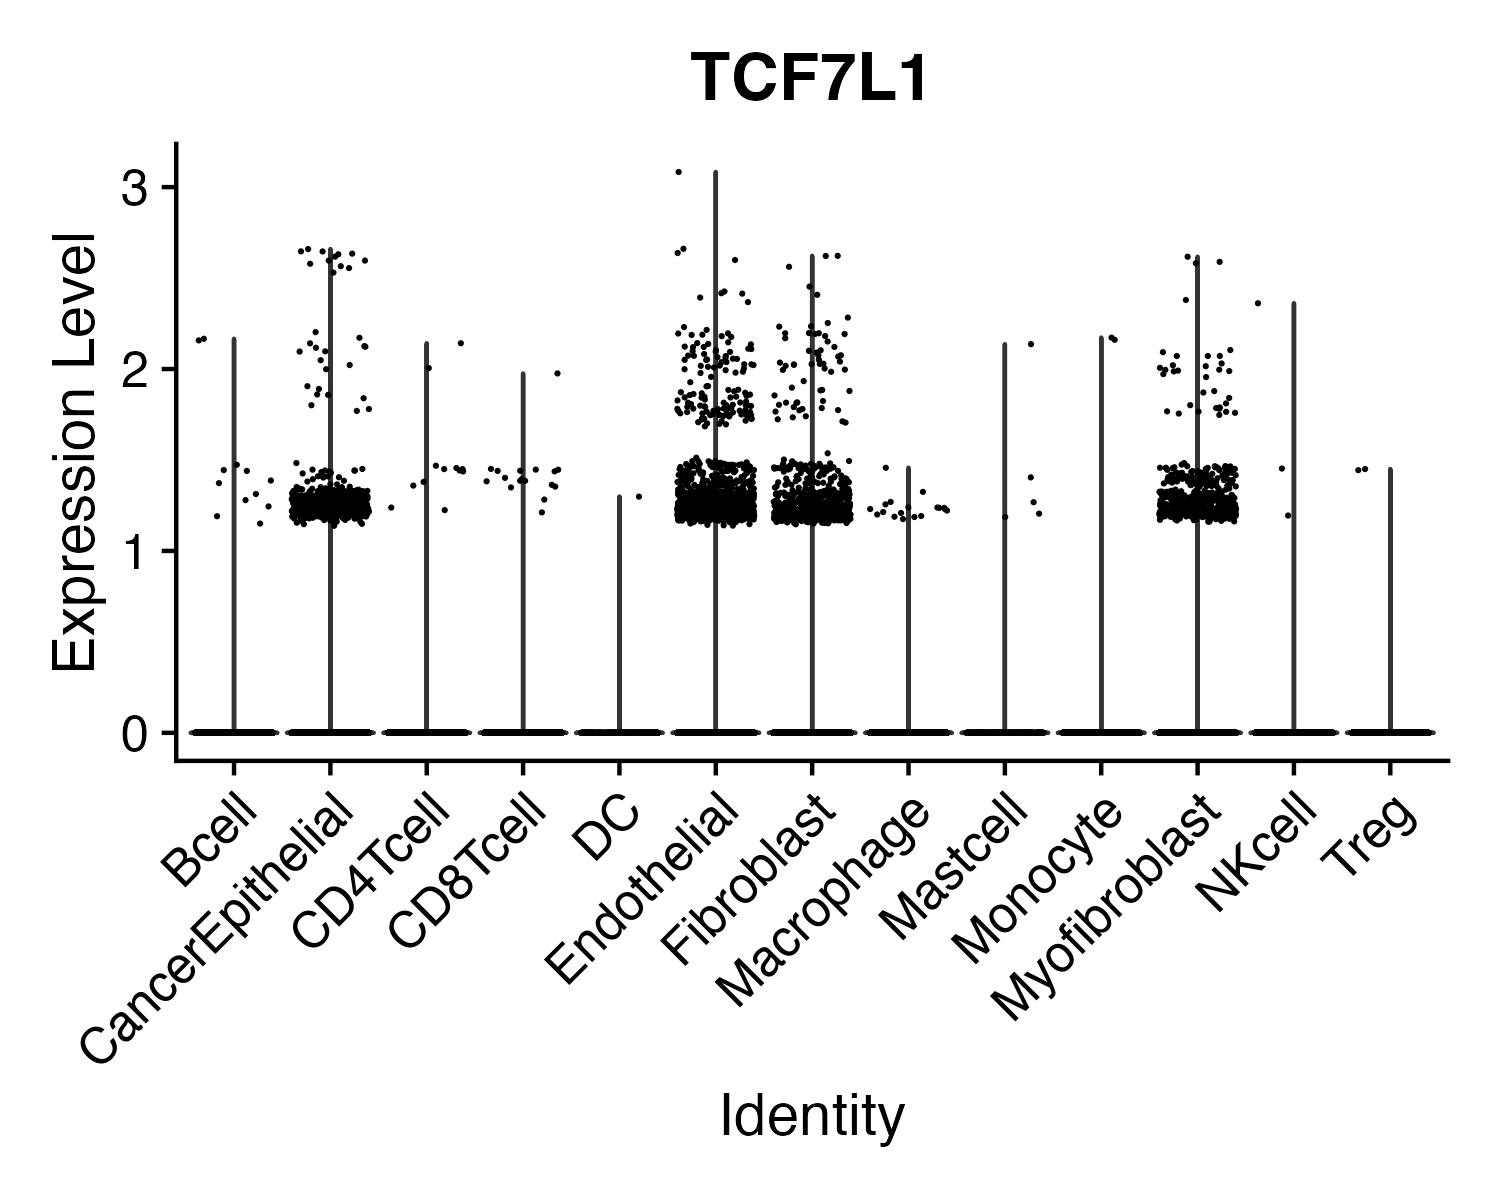 TCF7L1
Expression Level
3
2
1
0
Bcell
CancerEpithelial
CD4Tcell
CD8Tcell
DC
Endothelial
Fibroblast
Macrophage
Mastcell
Monocyte
Myofibroblast
NKcell
Treg
Identity